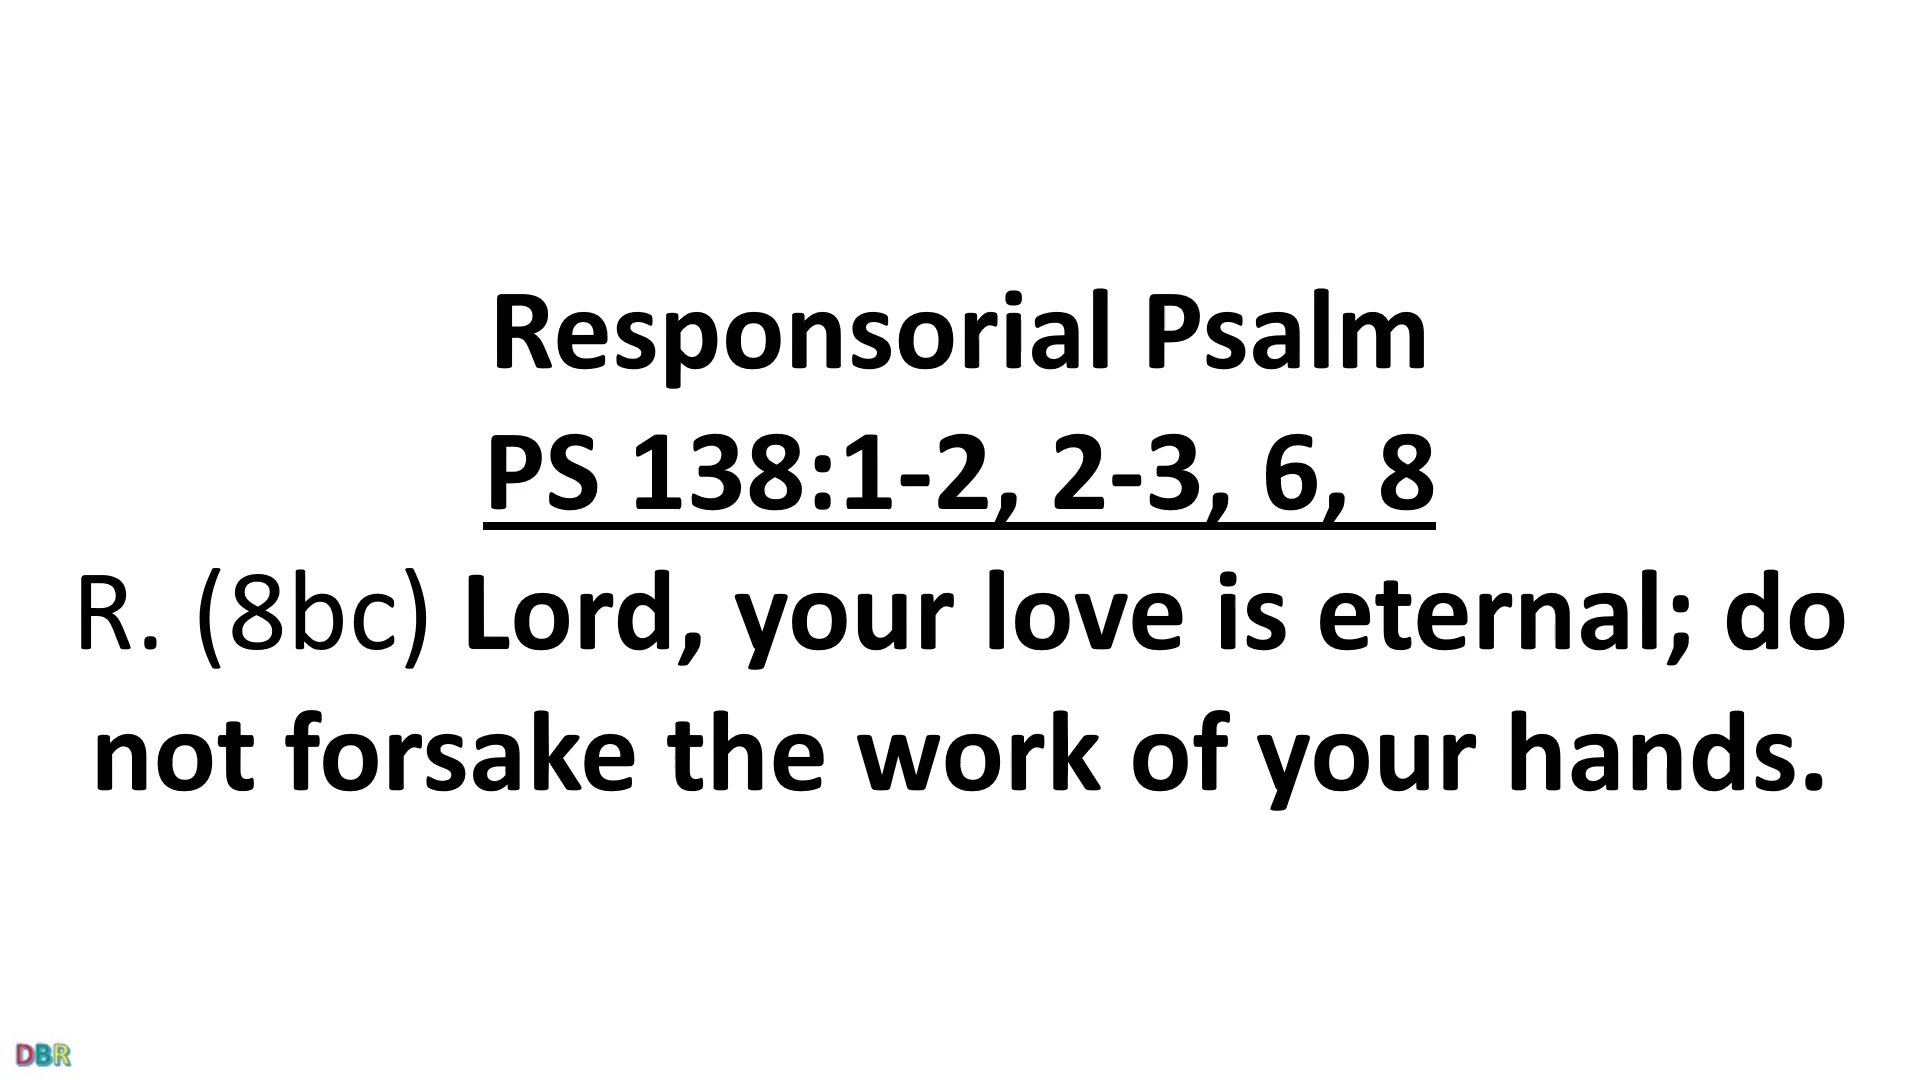 Responsorial Psalm
PS 138:1-2, 2-3, 6, 8
R. (8bc) Lord, your love is eternal; do
not forsake the work of your hands.
DBR